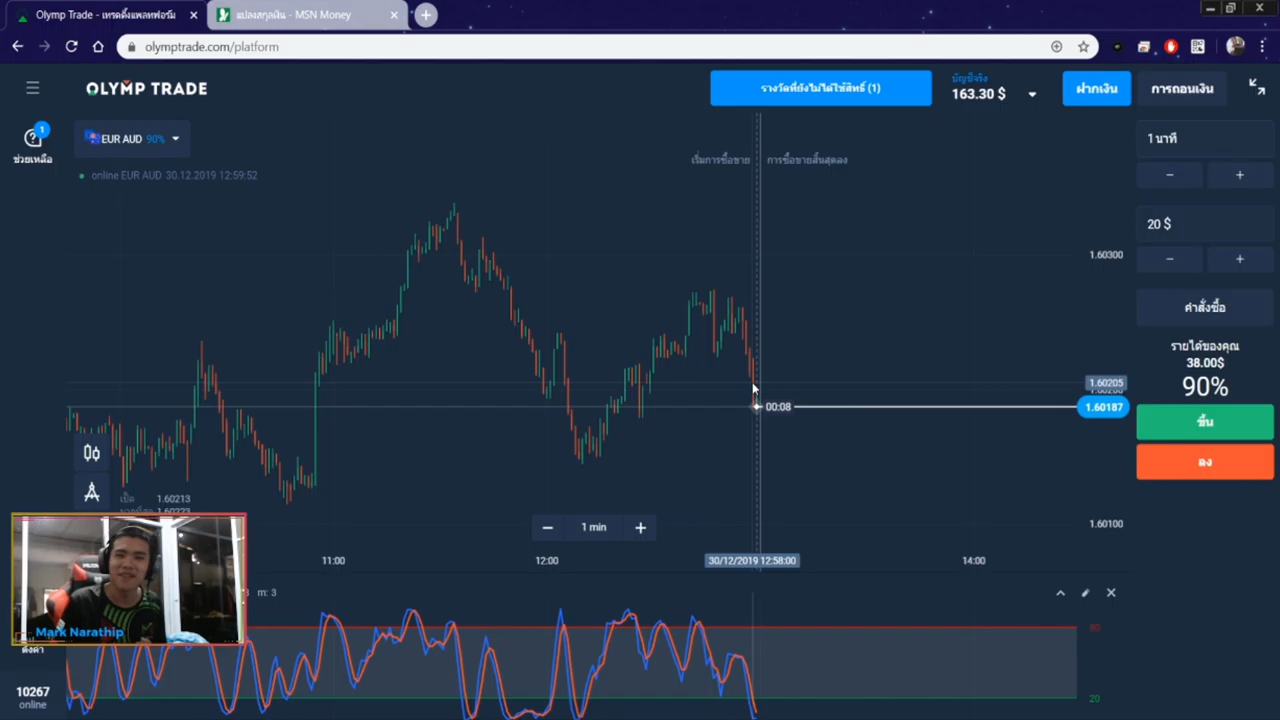 Olymp Trade - เทรดดิ้งแพลทฟอร์ม
แปลงสกุลเงิน - MSN Money
olymptrade.com/platform
OLYMP TRADE
รางวัลที่ยังไม่ได้ใช้สิทธิ์ (1)
บัญชีจริง
163.30 $
ฝากเงิน
การถอนเงิน
1
ช่วยเหลือ
EUR AUD 90%
online EUR AUD 30.12.2019 12:59:52
เริ่มการซื้อขาย
การซื้อขายสิ้นสุดลง
1 นาที
20 $
คำสั่งซื้อ
รายได้ของคุณ
38.00$
90%
ขึ้น
ลง
1.60300
1.60205
00:08
1.60187
1.60100
เปิด 1.60213
1.60223
1 min
11:00
12:00
30/12/2019 12:58:00
14:00
m: 3
80
20
Mark Narathip
10267
online